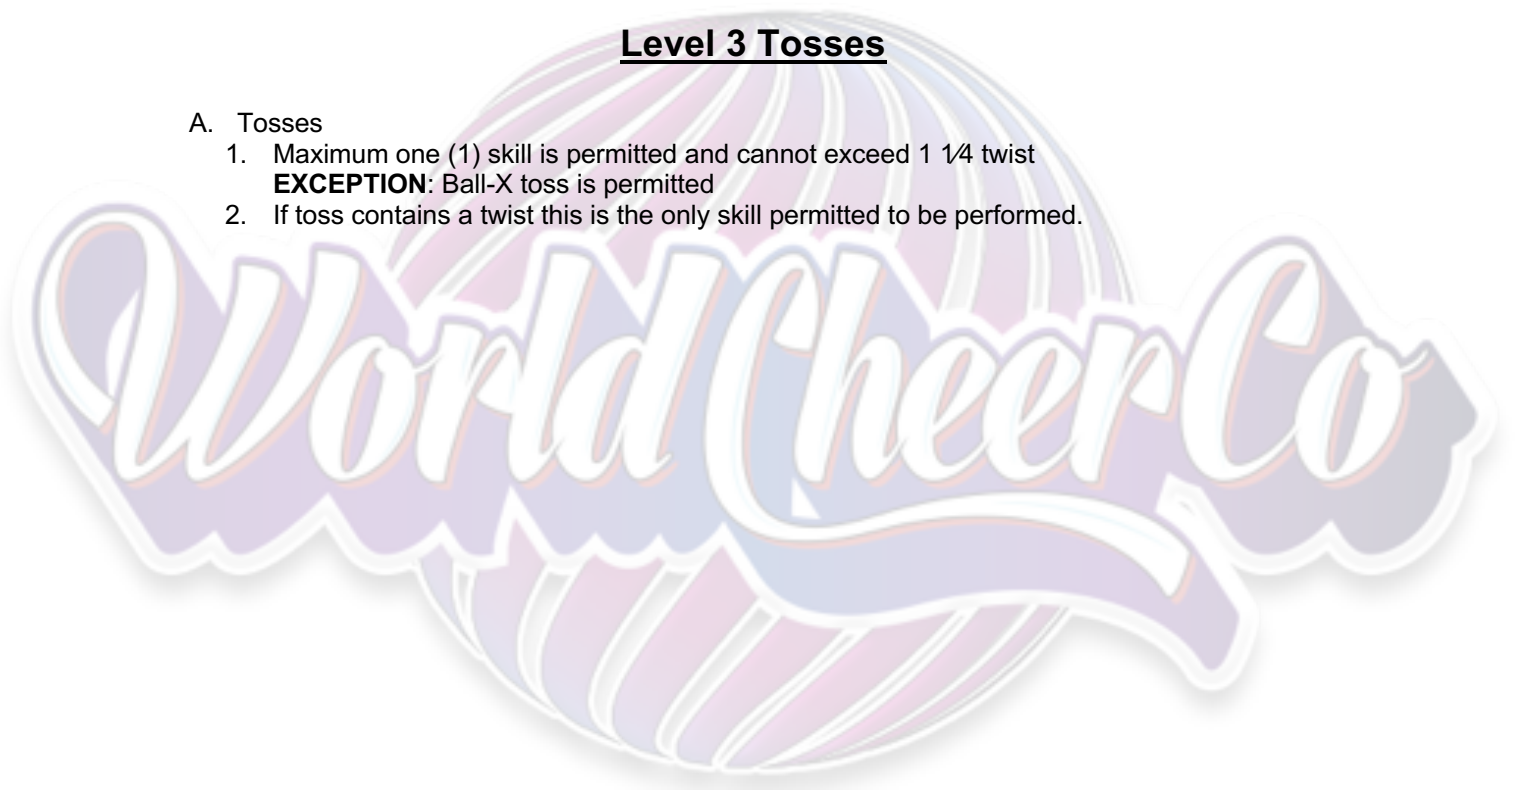 Level 3 Tosses
A. Tosses
1. Maximum one (1) skill is permitted and cannot exceed 1 1⁄4 twist
EXCEPTION: Ball-X toss is permitted
2. If toss contains a twist this is the only skill permitted to be performed.
WorldCheerCo